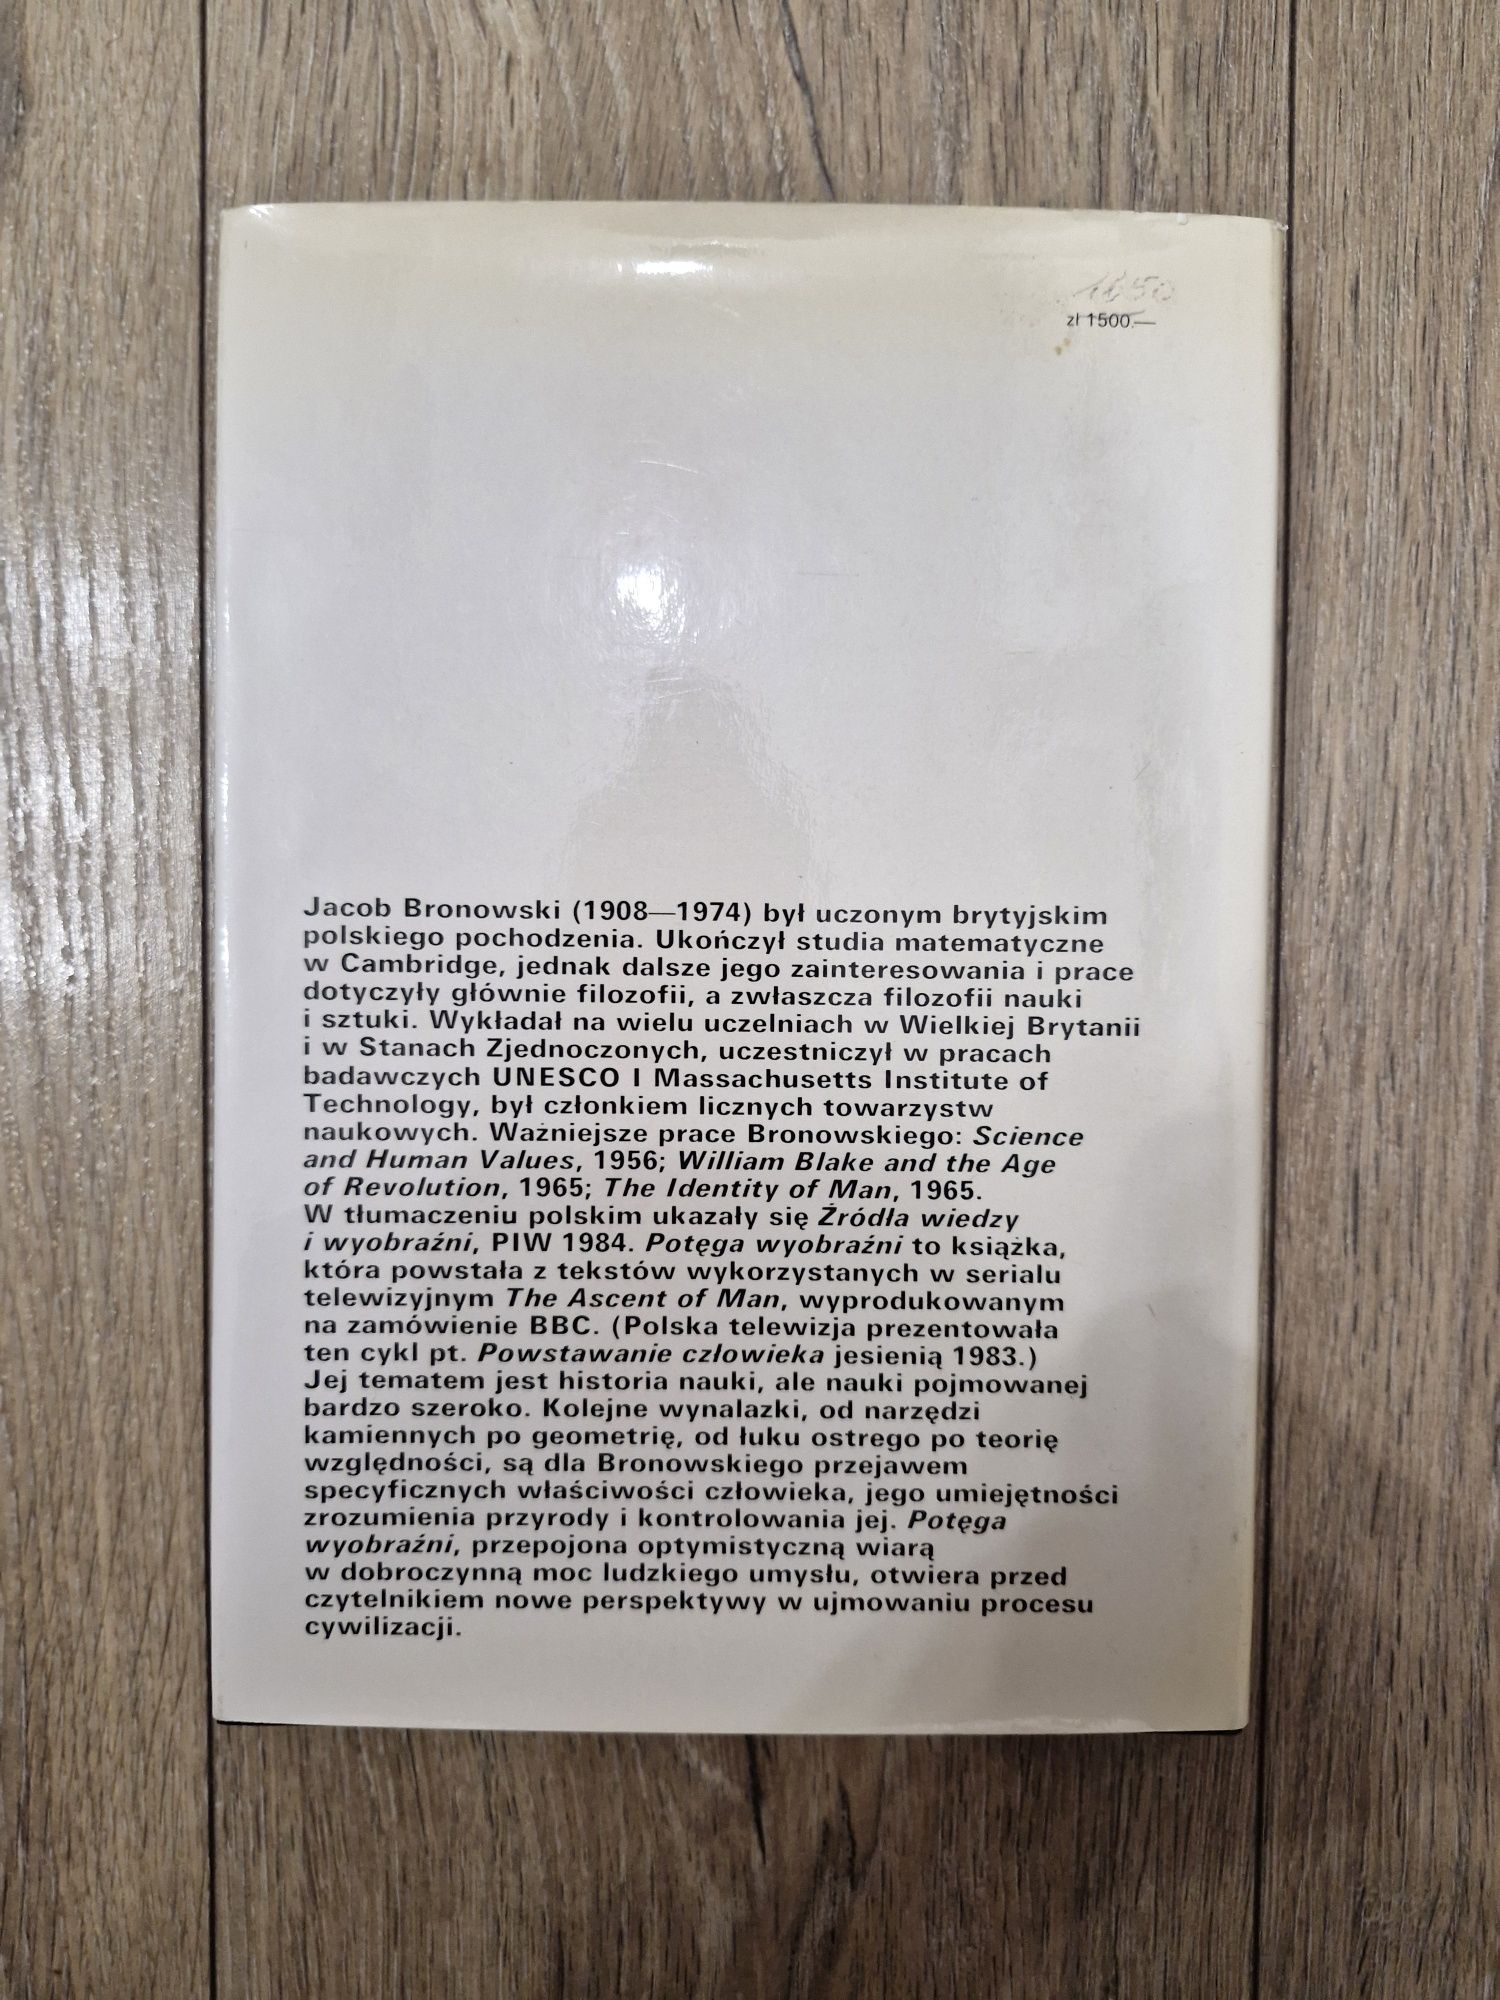 zł 1500.—
Jacob Bronowski (1908—1974) był uczonym brytyjskim
polskiego pochodzenia. Ukończył studia matematyczne
w Cambridge, jednak dalsze jego zainteresowania i prace
dotyczyły głównie filozofii, a zwłaszcza filozofii nauki
i sztuki. Wykładał na wielu uczelniach w Wielkiej Brytanii
i w Stanach Zjednoczonych, uczestniczył w pracach
badawczych UNESCO I Massachusetts Institute of
Technology, był członkiem licznych towarzystw
naukowych. Ważniejsze prace Bronowskiego: Science
and Human Values, 1956; William Blake and the Age
of Revolution, 1965; The Identity of Man, 1965.
W tłumaczeniu polskim ukazały się Źródła wiedzy
i wyobraźni, PIW 1984. Potęga wyobraźni to książka,
która powstała z tekstów wykorzystanych w serialu
telewizyjnym The Ascent of Man, wyprodukowanym
na zamówienie BBC. (Polska telewizja prezentowała
ten cykl pt. Powstawanie człowieka jesienią 1983.)
Jej tematem jest historia nauki, ale nauki pojmowanej
bardzo szeroko. Kolejne wynalazki, od narzędzi
kamiennych po geometrię, od łuku ostrego po teorię
względności, są dla Bronowskiego przejawem
specyficznych właściwości człowieka, jego umiejętności
zrozumienia przyrody i kontrolowania jej. Potęga
wyobraźni, przepojona optymistyczną wiarą
w dobroczynną moc ludzkiego umysłu, otwiera przed
czytelnikiem nowe perspektywy w ujmowaniu procesu
cywilizacji.